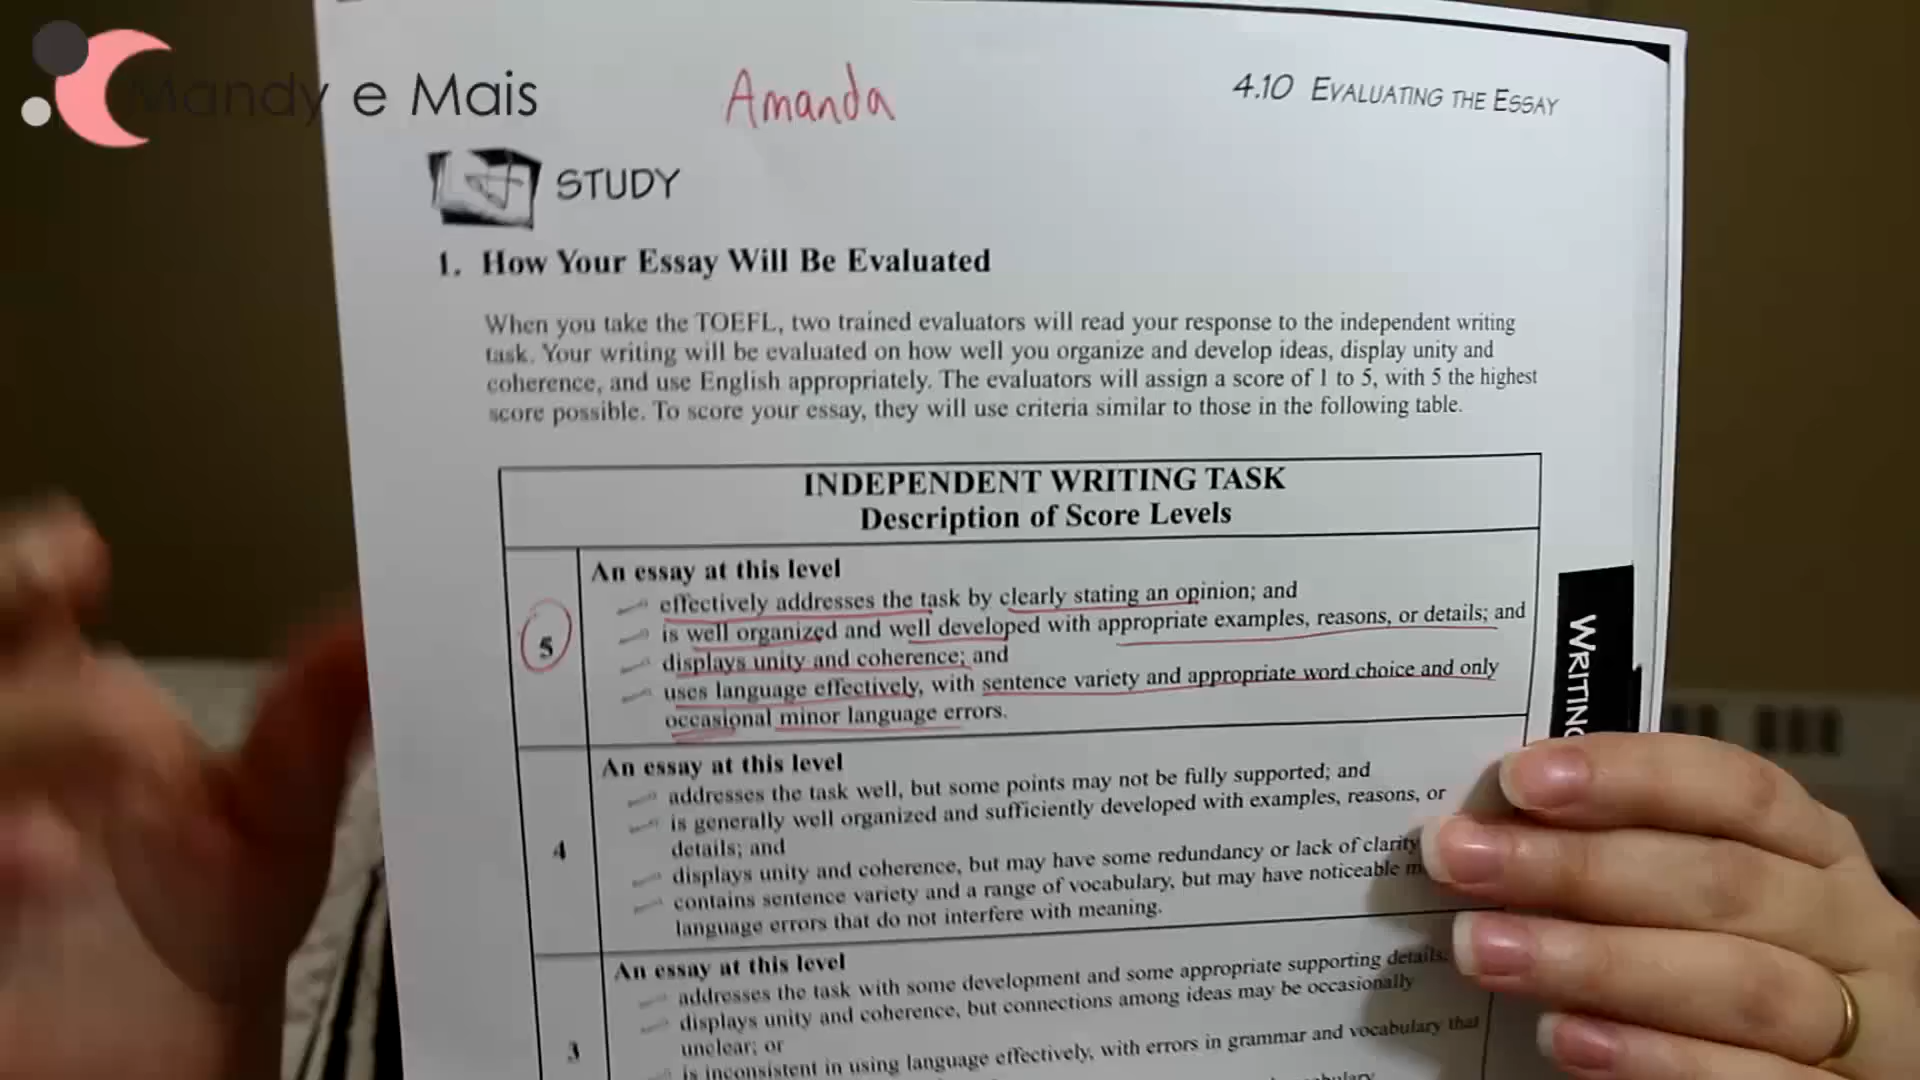 Mandy e Mais
Amanda
4.10 EVALUATING THE ESSAY
STUDY
1. How Your Essay Will Be Evaluated
When you take the TOEFL, two trained evaluators will read your response to the independent writing
task. Your writing will be evaluated on how well you organize and develop ideas, display unity and
coherence, and use English appropriately. The evaluators will assign a score of 1 to 5, with 5 the highest
score possible. To score your essay, they will use criteria similar to those in the following table.
INDEPENDENT WRITING TASK
Description of Score Levels
5
An essay at this level
effectively addresses the task by clearly stating an opinion; and
is well organized and well developed with appropriate examples, reasons, or details; and
displays unity and coherence; and
uses language effectively, with sentence variety and appropriate word choice and only
occasional minor language errors.
4
An essay at this level
addresses the task well, but some points may not be fully supported; and
is generally well organized and sufficiently developed with examples, reasons, or
details; and
displays unity and coherence, but may have some redundancy or lack of clarity
contains sentence variety and a range of vocabulary, but may have noticeable
language errors that do not interfere with meaning.
3
An essay at this level
addresses the task with some development and some appropriate supporting details;
displays unity and coherence, but connections among ideas may be occasionally
unclear; or
is inconsistent in using language effectively, with errors in grammar and vocabulary that
WRITING